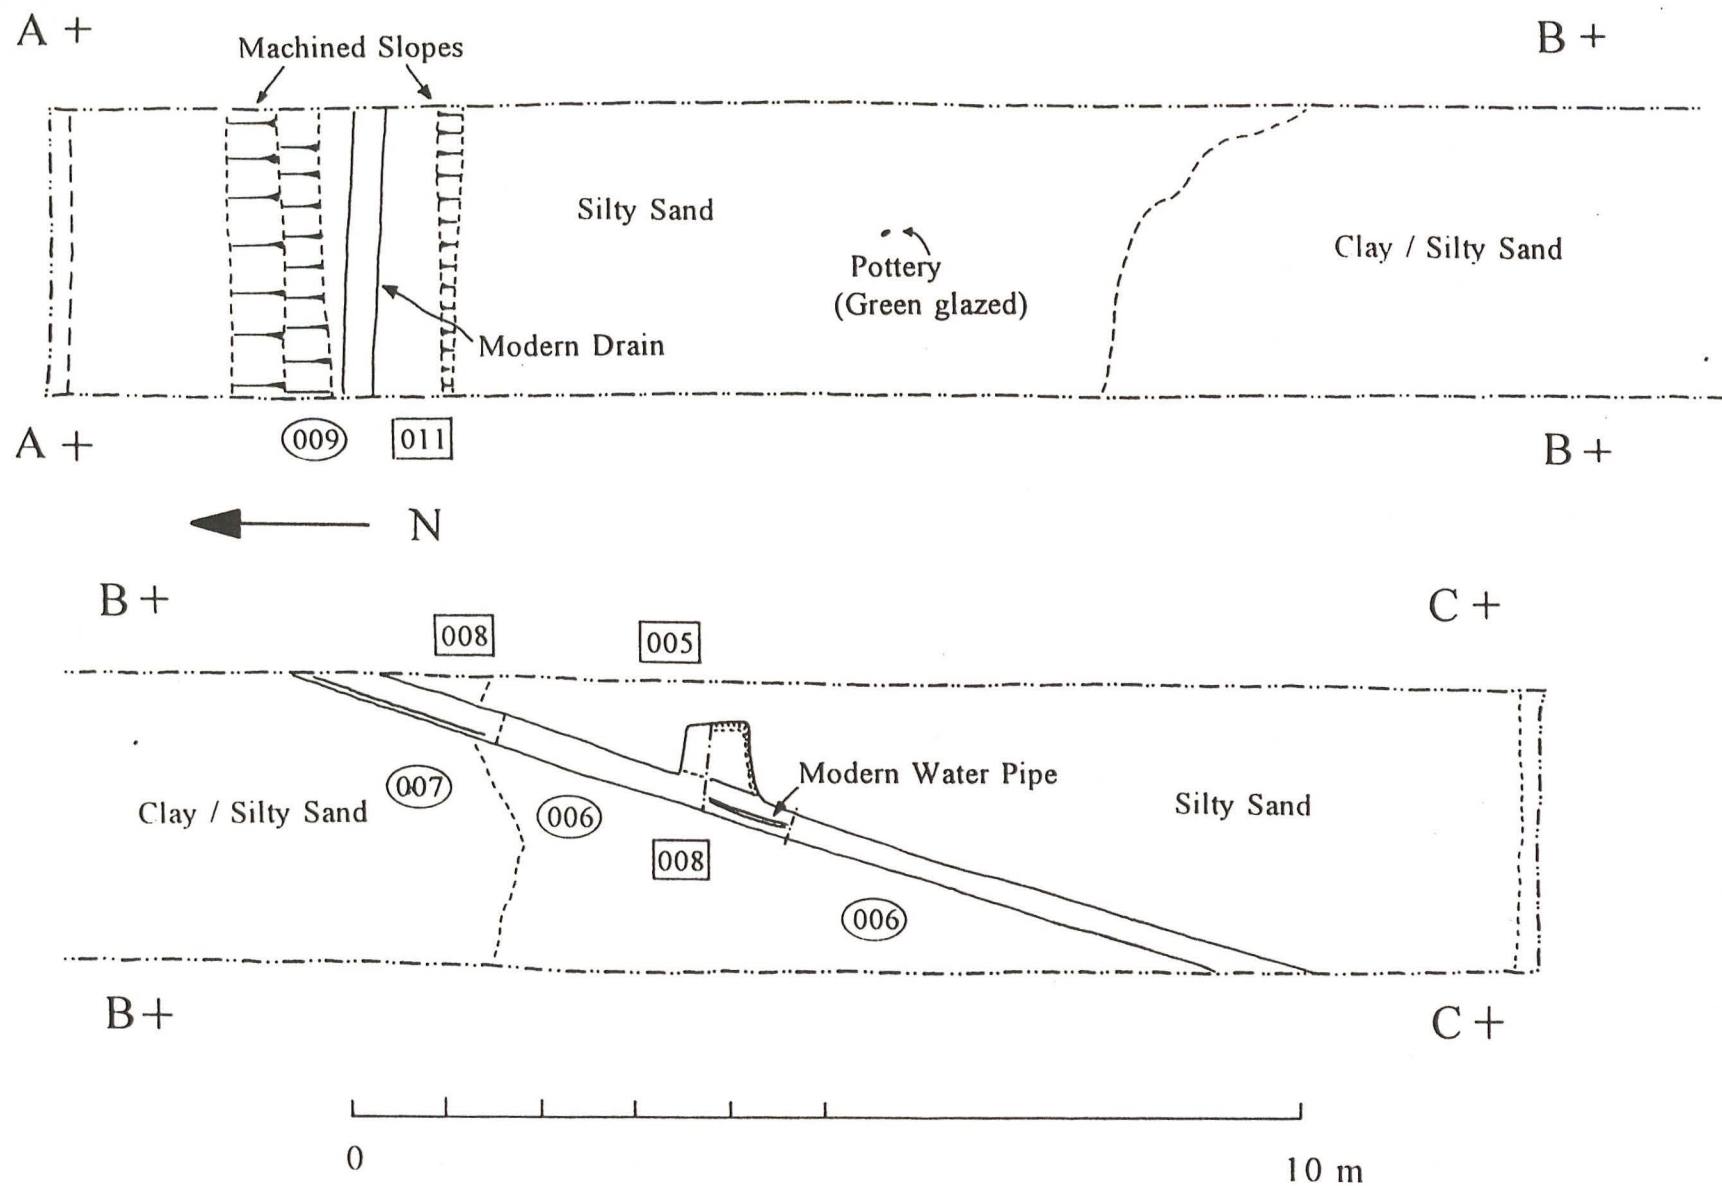 A +
B +
Machined Slopes
Silty Sand
Pottery
(Green glazed)
Clay / Silty Sand
Modern Drain
A +
009
011
B +
N
B +
008
005
C +
Modern Water Pipe
007
Clay / Silty Sand
006
Silty Sand
008
006
B +
C +
0
10 m